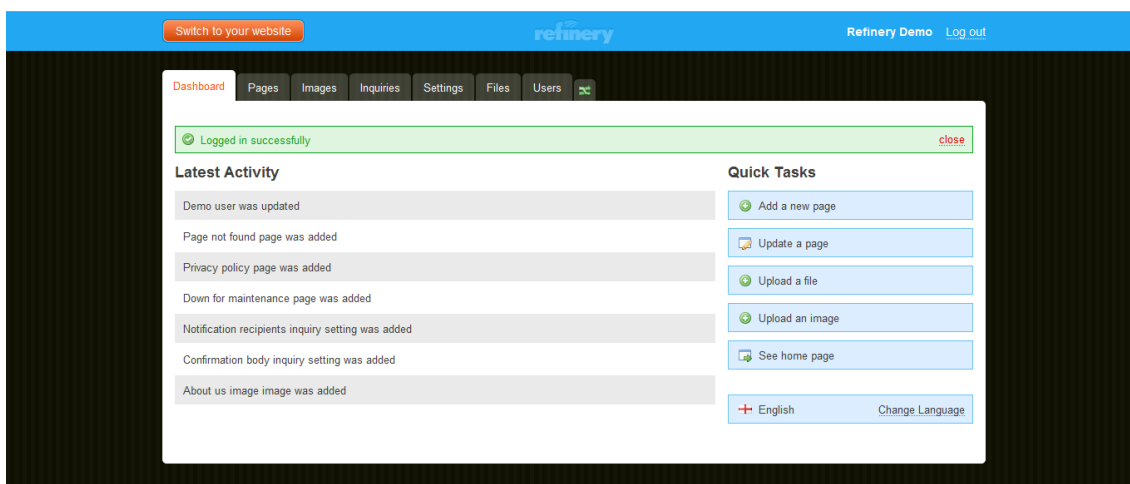 Switch to your website
refinery
Refinery Demo Log out
Dashboard Pages Images Inquiries Settings Files Users
Logged in successfully close
Latest Activity
Demo user was updated
Page not found page was added
Privacy policy page was added
Down for maintenance page was added
Notification recipients inquiry setting was added
Confirmation body inquiry setting was added
About us image image was added
Quick Tasks
Add a new page
Update a page
Upload a file
Upload an image
See home page
English Change Language